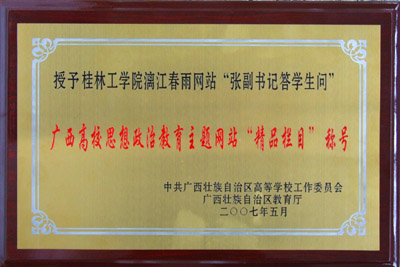 授予桂林工学院漓江春雨网站“张副书记答学生问”
广西高校思想政治教育主题网站“精品栏目”称号
中共广西壮族自治区高等学校工作委员会
广西壮族自治区教育厅
二〇〇七年五月